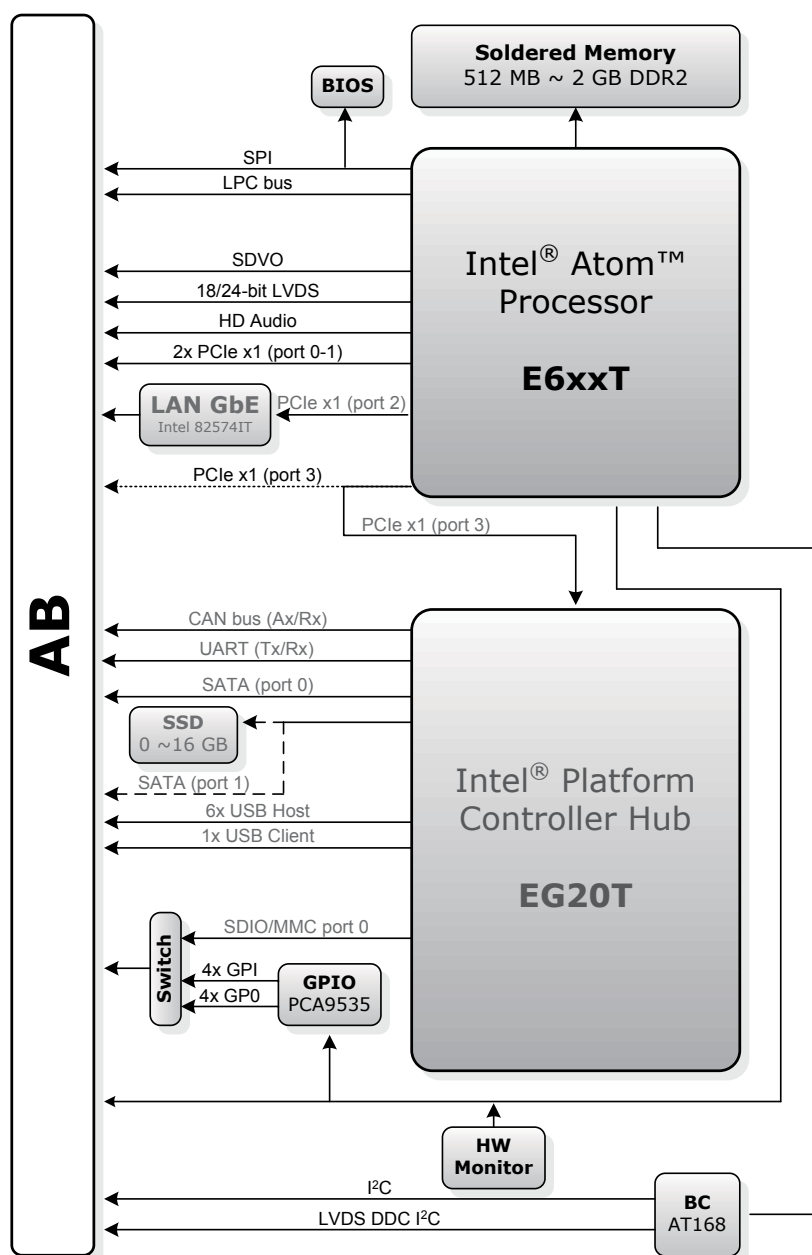 Soldered Memory
512 MB ~ 2 GB DDR2
BIOS
SPI
LPC bus
Intel® Atom™
Processor
E6xxT
SDVO
18/24-bit LVDS
HD Audio
2x PCIe x1 (port 0-1)
LAN GbE
Intel 82574IT
PCIe x1 (port 2)
PCIe x1 (port 3)
PCIe x1 (port 3)
AB
CAN bus (Ax/Rx)
UART (Tx/Rx)
SATA (port 0)
SSD
0 ~16 GB
SATA (port 1)
6x USB Host
1x USB Client
Intel® Platform
Controller Hub
EG20T
SDIO/MMC port 0
Switch
4x GPI
4x GP0
GPIO
PCA9535
HW
Monitor
I²C
LVDS DDC I²C
BC
AT168